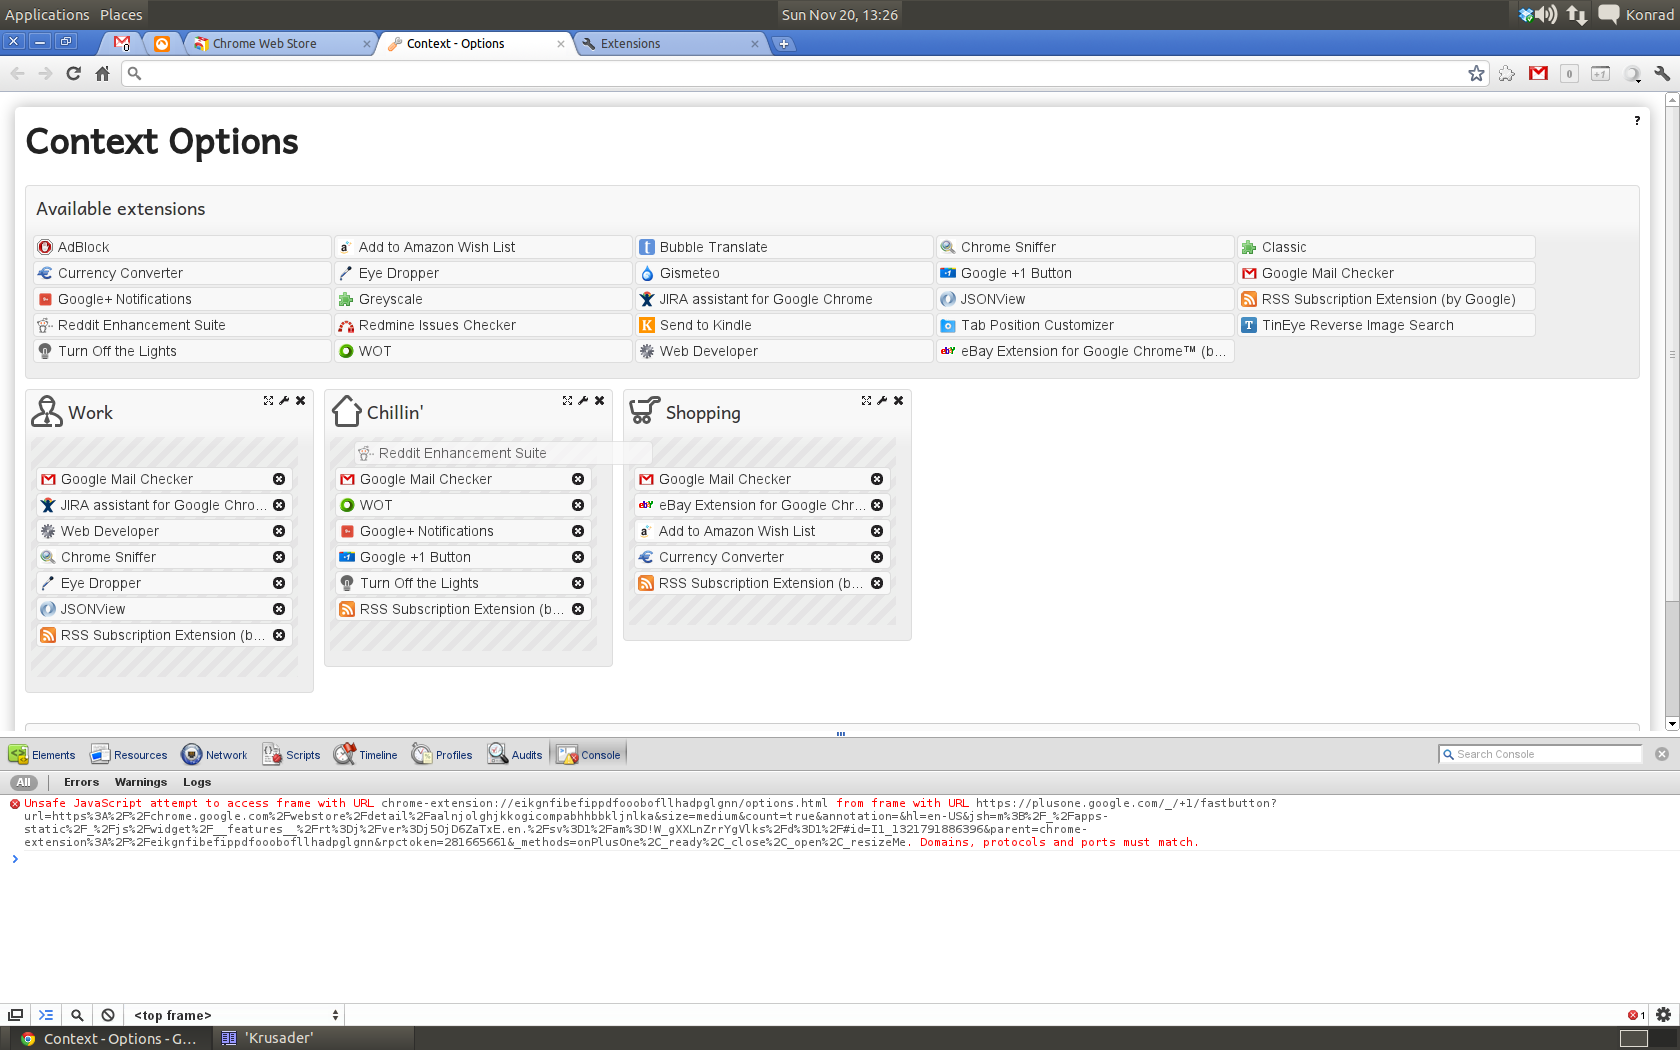 Applications Places Sun Nov 20, 13:26 Konrad
0 Chrome Web Store Context - Options Extensions
0 +1
Context Options ?
Available extensions
AdBlock Add to Amazon Wish List Bubble Translate Chrome Sniffer Classic
Currency Converter Eye Dropper Gismeteo Google +1 Button Google Mail Checker
Google+ Notifications Greyscale JIRA assistant for Google Chrome JSONView RSS Subscription Extension (by Google)
Reddit Enhancement Suite Redmine Issues Checker Send to Kindle Tab Position Customizer TinEye Reverse Image Search
Turn Off the Lights WOT Web Developer eBay Extension for Google Chrome™ (b...
Work
Google Mail Checker
JIRA assistant for Google Chro...
Web Developer
Chrome Sniffer
Eye Dropper
JSONView
RSS Subscription Extension (b...
Chillin'
Reddit Enhancement Suite
Google Mail Checker
WOT
Google+ Notifications
Google +1 Button
Turn Off the Lights
RSS Subscription Extension (b...
Shopping
Google Mail Checker
eBay Extension for Google Chr...
Add to Amazon Wish List
Currency Converter
RSS Subscription Extension (b...
Elements Resources Network Scripts Timeline Profiles Audits Console Search Console
All Errors Warnings Logs
Unsafe JavaScript attempt to access frame with URL chrome-extension://eikgnfibefippdfooobofllhadpglgnn/options.html from frame with URL https://plusone.google.com/_/+1/fastbutton?
url=https%3A%2F%2Fchrome.google.com%2Fwebstore%2Fdetail%2Faalnjolghjkkogicompabhhbbkljnlka&size=medium&count=true&annotation=&hl=en-US&jsh=m%3B%2F_%2Fapps-
static%2F_%2Fjs%2Fwidget%2F__features__%2Frt%3Dj%2Fver%3Dj5OjD6ZaTxE.en.%2Fsv%3D1%2Fam%3D!W_gXXLnZrrYgVlks%2Fd%3D1%2F#id=I1_1321791886396&parent=chrome-
extension%3A%2F%2Feikgnfibefippdfooobofllhadpglgnn&rpctoken=281665661&_methods=onPlusOne%2C_ready%2C_close%2C_open%2C_resizeMe. Domains, protocols and ports must match.
<top frame> 1
Context - Options - G... 'Krusader'